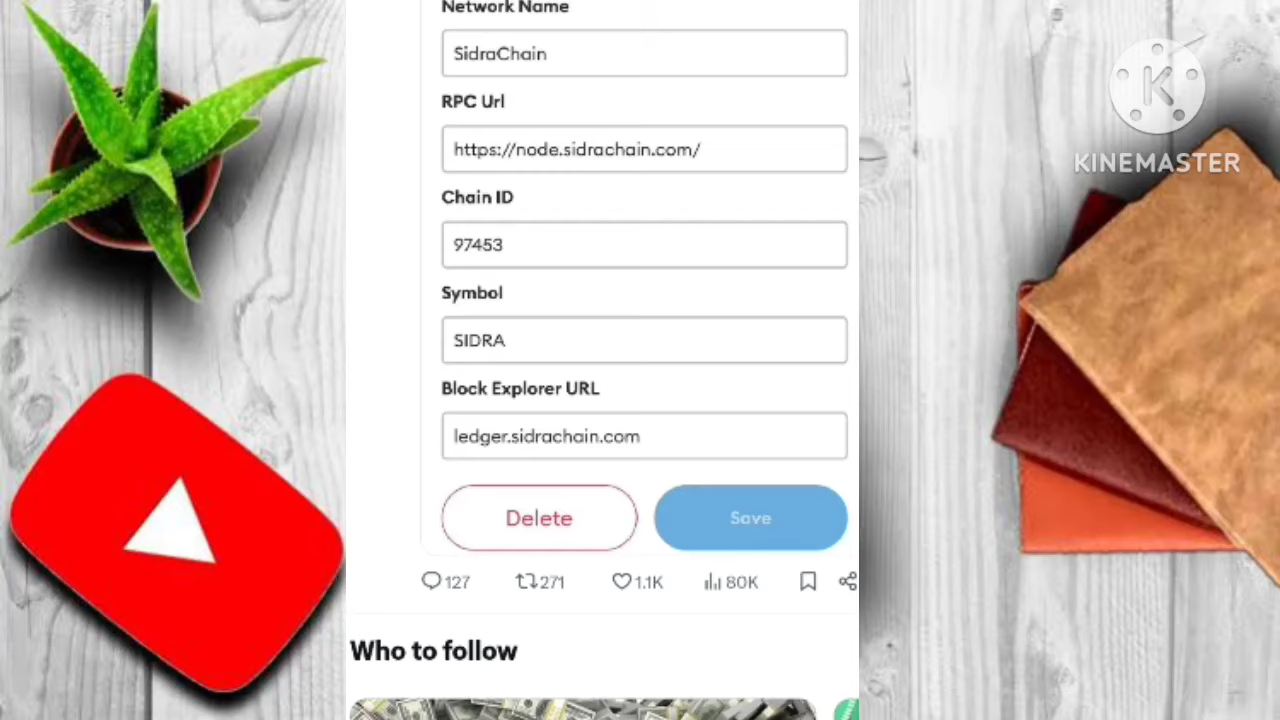 Network Name
SidraChain
RPC Url
https://node.sidrachain.com/
Chain ID
97453
Symbol
SIDRA
Block Explorer URL
ledger.sidrachain.com
Delete
Save
127
271
1.1K
80K
Who to follow
K
KINEMASTER